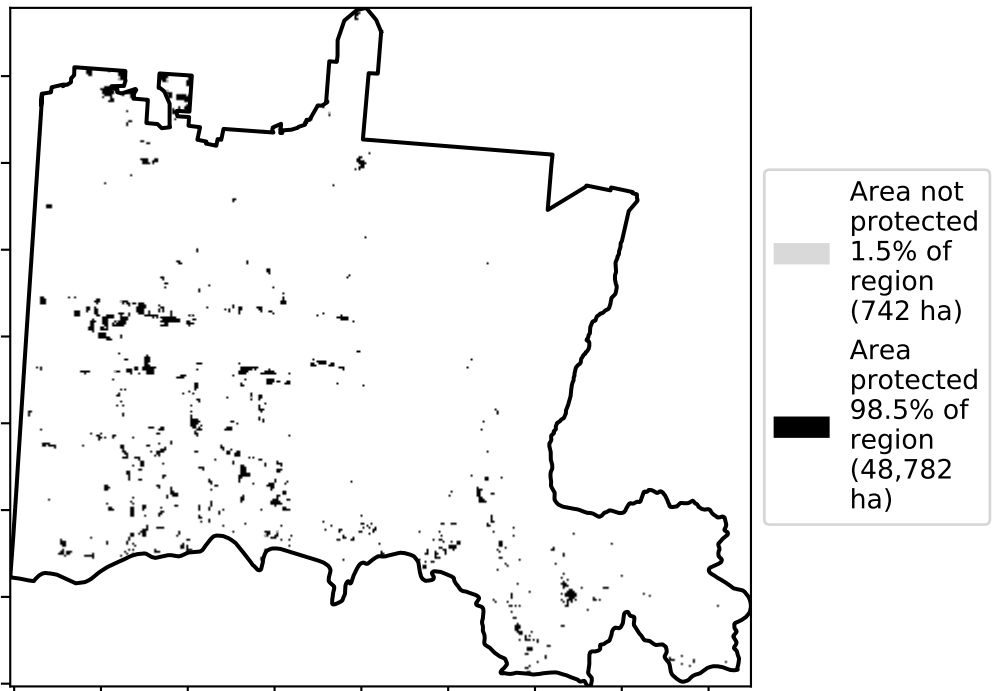 Area not
protected
1.5% of
region
(742 ha)
Area
protected
98.5% of
region
(48,782
ha)